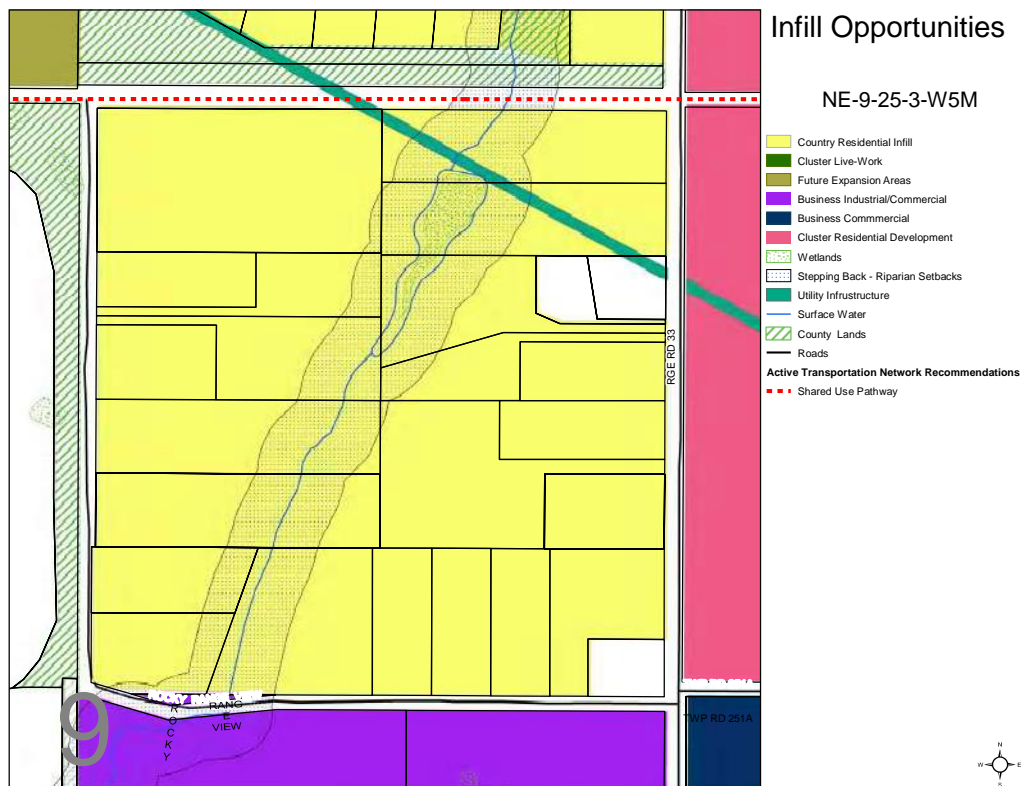 Infill Opportunities
NE-9-25-3-W5M
Country Residential Infill
Cluster Live-Work
Future Expansion Areas
Business Industrial/Commercial
Business Commmercial
Cluster Residential Development
Wetlands
Stepping Back - Riparian Setbacks
Utility Infrustructure
Surface Water
County Lands
Roads
Active Transportation Network Recommendations
Shared Use Pathway
RGE RD 33
9
ROCKY
RANG
E
VIEW
TWP RD 251A
N
W
E
S